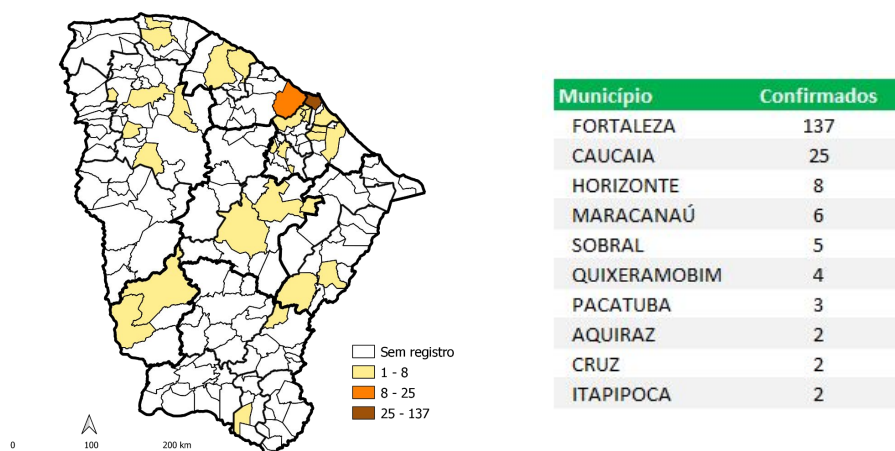 Sem registro
1 - 8
8 - 25
25 - 137
0 100 200 km
Município Confirmados
FORTALEZA 137
CAUCAIA 25
HORIZONTE 8
MARACANAÚ 6
SOBRAL 5
QUIXERAMOBIM 4
PACATUBA 3
AQUIRAZ 2
CRUZ 2
ITAPIPOCA 2